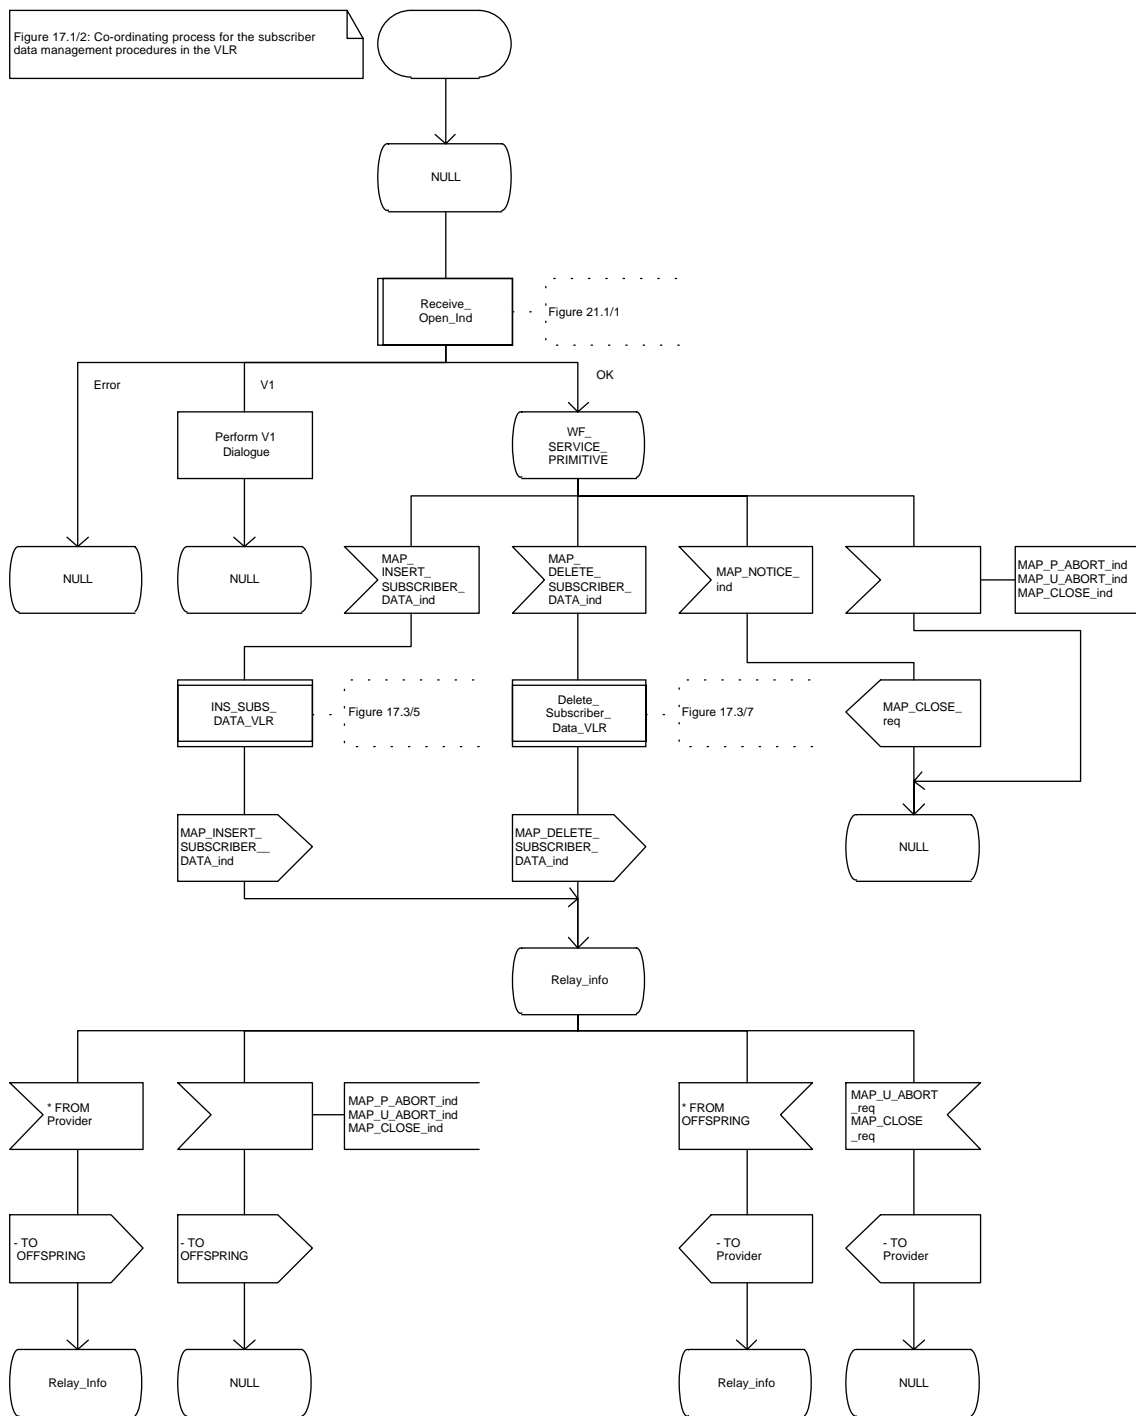 Figure 17.1/2: Co-ordinating process for the subscriber
data management procedures in the VLR
NULL
Receive_
Open_Ind
Figure 21.1/1
Error
V1
OK
Perform V1
Dialogue
WF_
SERVICE_
PRIMITIVE
NULL
NULL
MAP_
INSERT_
SUBSCRIBER_
DATA_ind
MAP_
DELETE_
SUBSCRIBER_
DATA_ind
MAP_NOTICE_
ind
MAP_P_ABORT_ind
MAP_U_ABORT_ind
MAP_CLOSE_ind
INS_SUBS_
DATA_VLR
Figure 17.3/5
Delete_
Subscriber_
Data_VLR
Figure 17.3/7
MAP_CLOSE_
req
MAP_INSERT_
SUBSCRIBER__
DATA_ind
MAP_DELETE_
SUBSCRIBER_
DATA_ind
NULL
Relay_info
* FROM
Provider
MAP_P_ABORT_ind
MAP_U_ABORT_ind
MAP_CLOSE_ind
* FROM
OFFSPRING
MAP_U_ABORT
_req
MAP_CLOSE
_req
- TO
OFFSPRING
- TO
OFFSPRING
- TO
Provider
- TO
Provider
Relay_Info
NULL
Relay_info
NULL